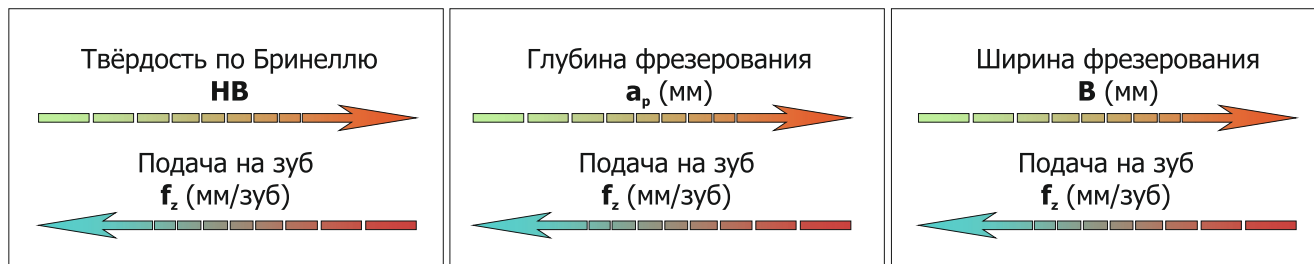 Твёрдость по Бринеллю
HB
Подача на зуб
fz (мм/зуб)
Глубина фрезерования
ap (мм)
Подача на зуб
fz (мм/зуб)
Ширина фрезерования
B (мм)
Подача на зуб
fz (мм/зуб)